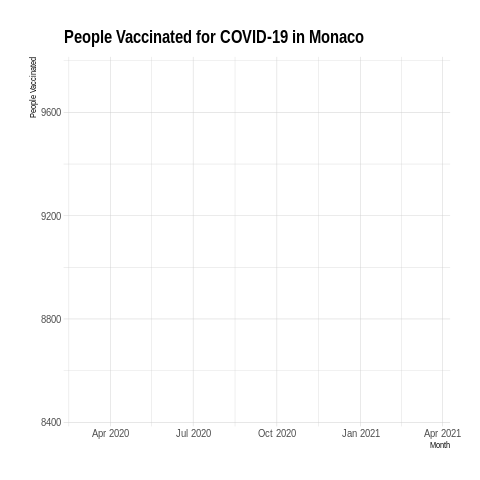 People Vaccinated for COVID-19 in Monaco
People Vaccinated
9600
9200
8800
8400
Apr 2020 Jul 2020 Oct 2020 Jan 2021 Apr 2021
Month